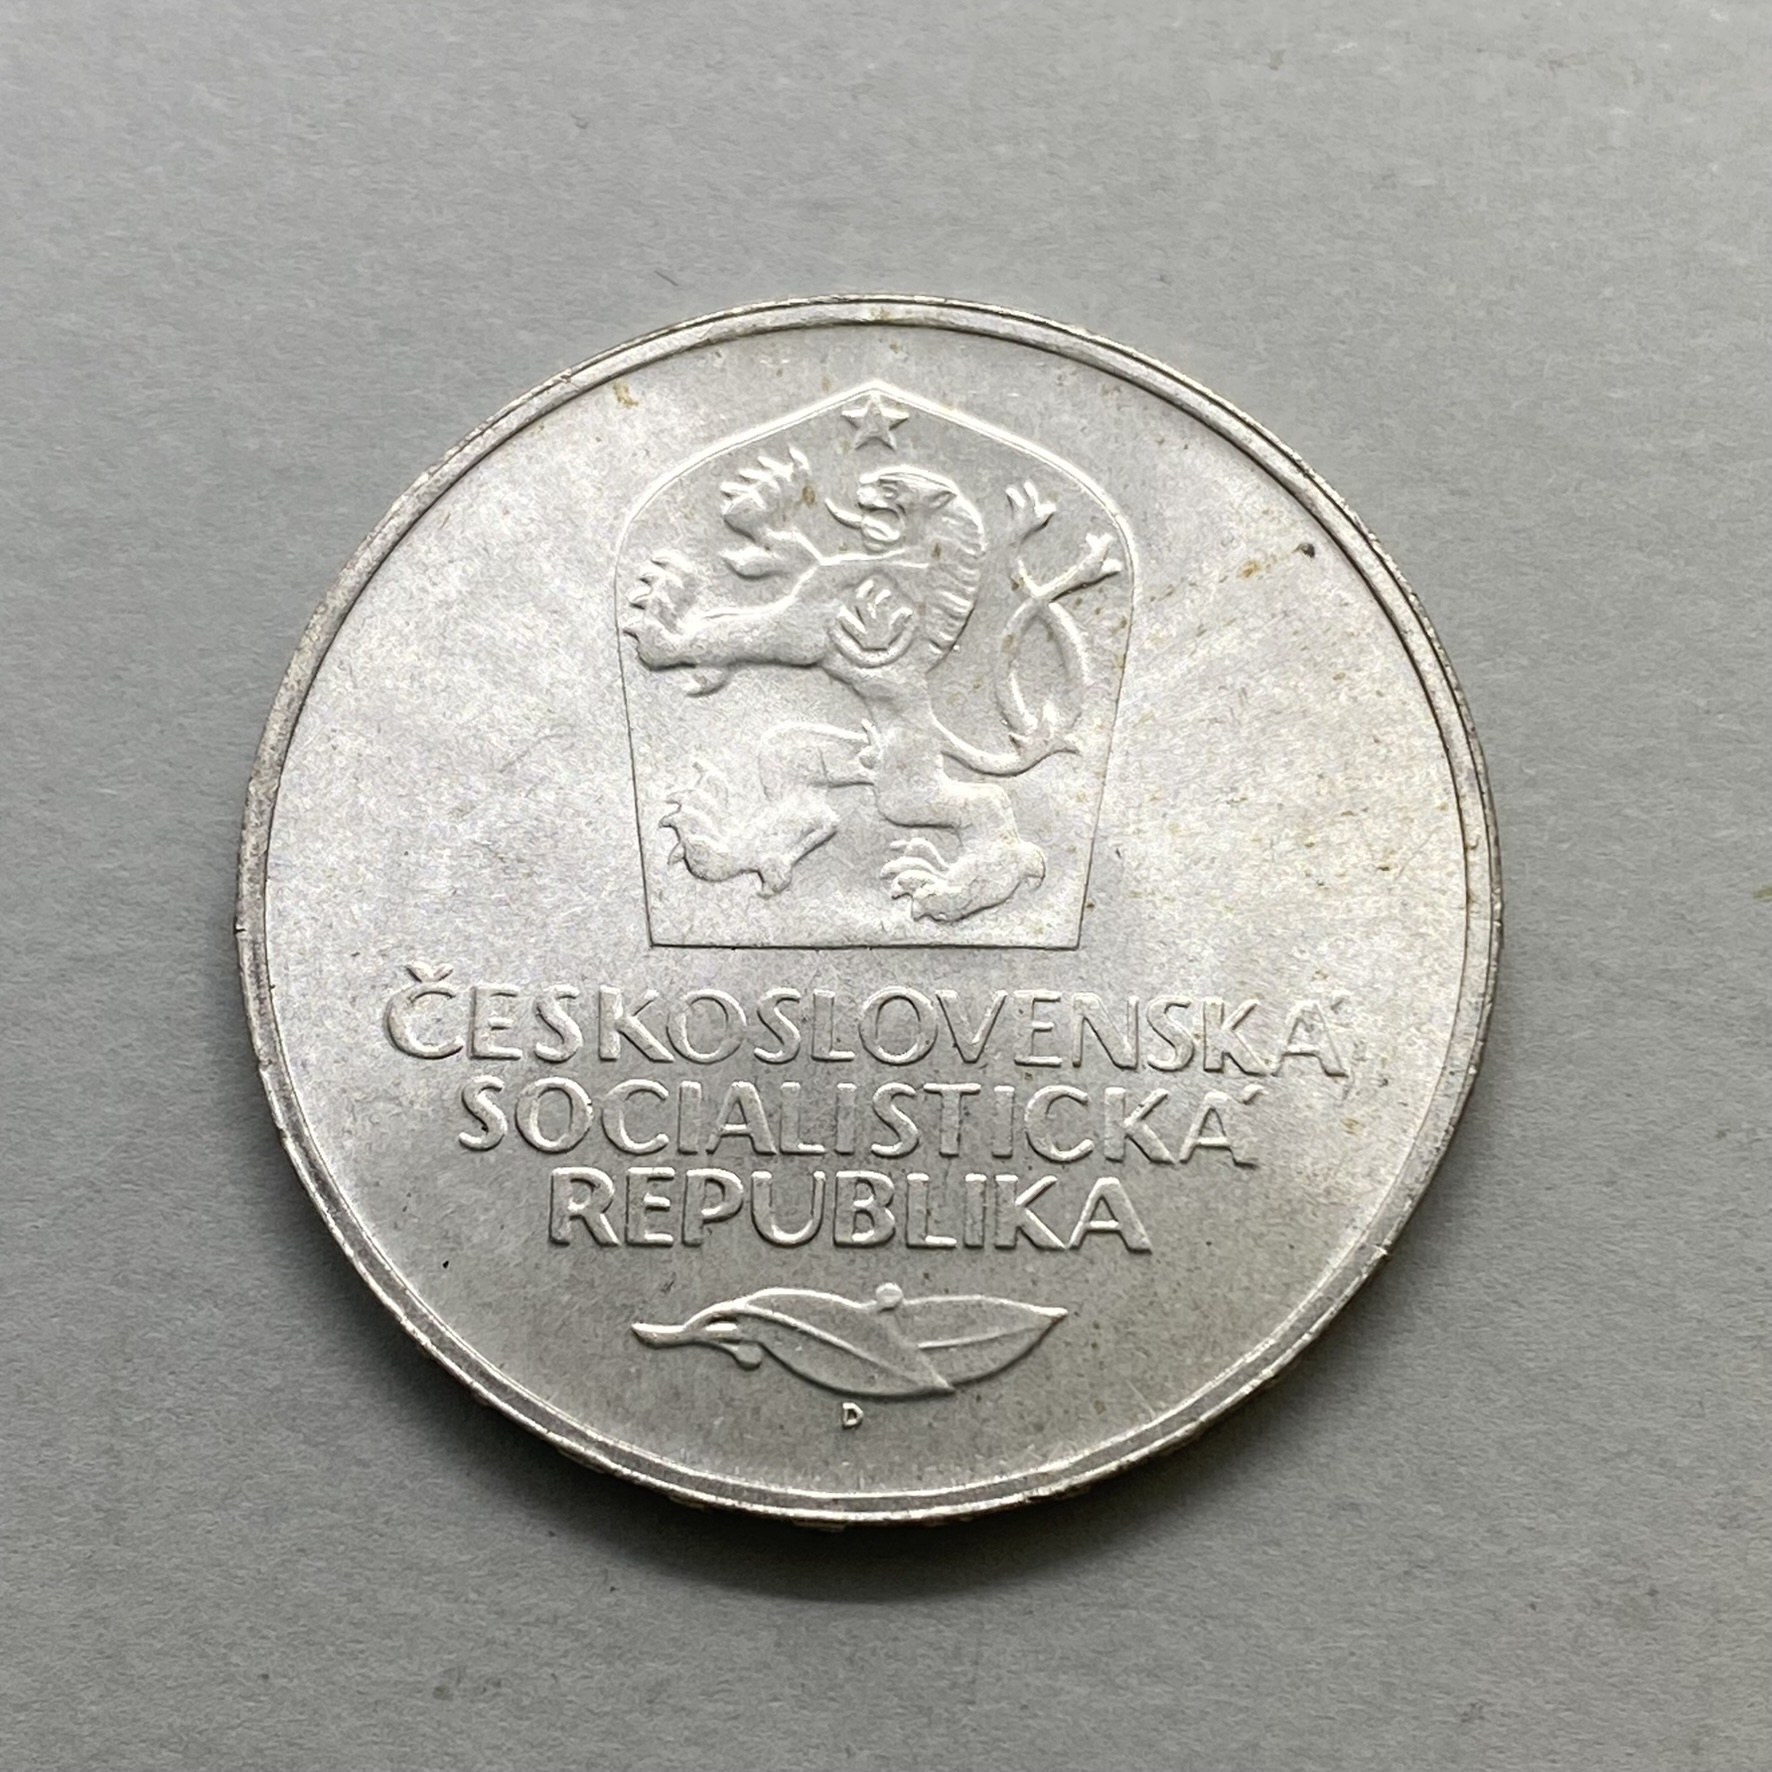 ČESKOSLOVENSKÁ
SOCIALISTICKÁ
REPUBLIKA
D